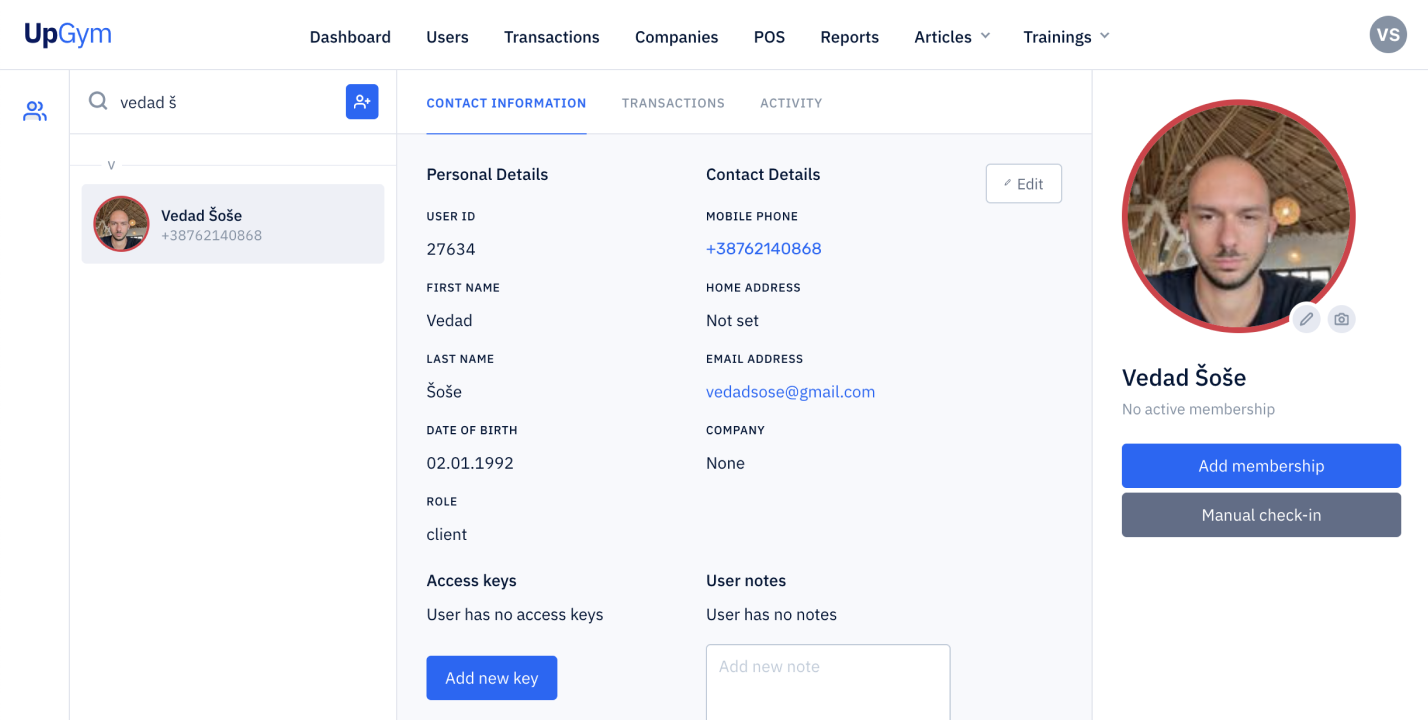 UpGym
Dashboard Users Transactions Companies POS Reports Articles Trainings
VS
vedad š
V
Vedad Šoše
+38762140868
CONTACT INFORMATION TRANSACTIONS ACTIVITY
Personal Details
USER ID
27634
FIRST NAME
Vedad
LAST NAME
Šoše
DATE OF BIRTH
02.01.1992
ROLE
client
Access keys
User has no access keys
Add new key
Contact Details
MOBILE PHONE
+38762140868
HOME ADDRESS
Not set
EMAIL ADDRESS
vedadsose@gmail.com
COMPANY
None
User notes
User has no notes
Add new note
Edit
Vedad Šoše
No active membership
Add membership
Manual check-in